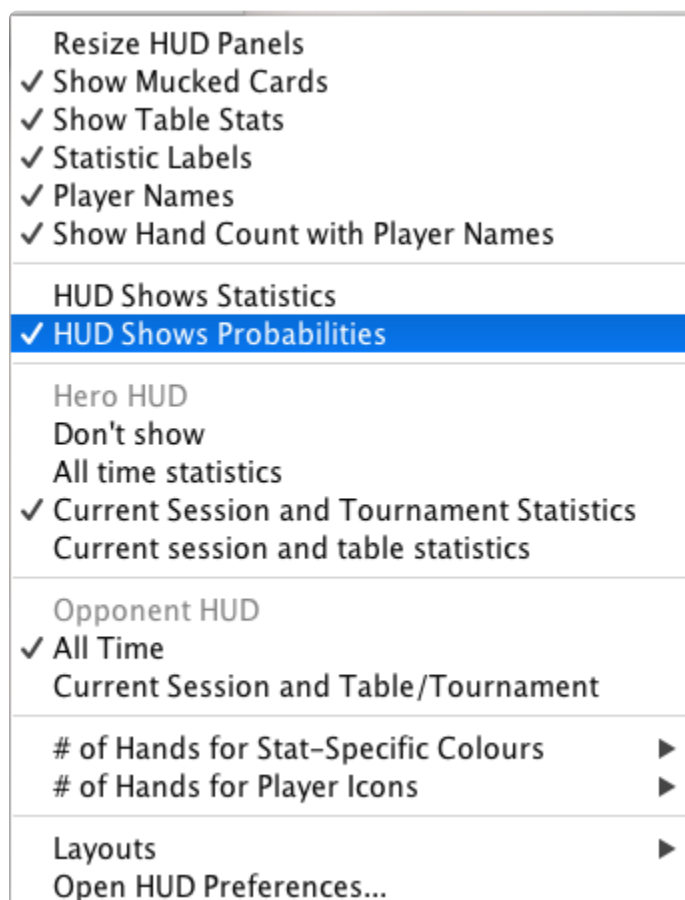 Resize HUD Panels
✓ Show Mucked Cards
✓ Show Table Stats
✓ Statistic Labels
✓ Player Names
✓ Show Hand Count with Player Names
HUD Shows Statistics
✓ HUD Shows Probabilities
Hero HUD
Don't show
All time statistics
✓ Current Session and Tournament Statistics
Current session and table statistics
Opponent HUD
✓ All Time
Current Session and Table/Tournament
# of Hands for Stat-Specific Colours
# of Hands for Player Icons
Layouts
Open HUD Preferences...